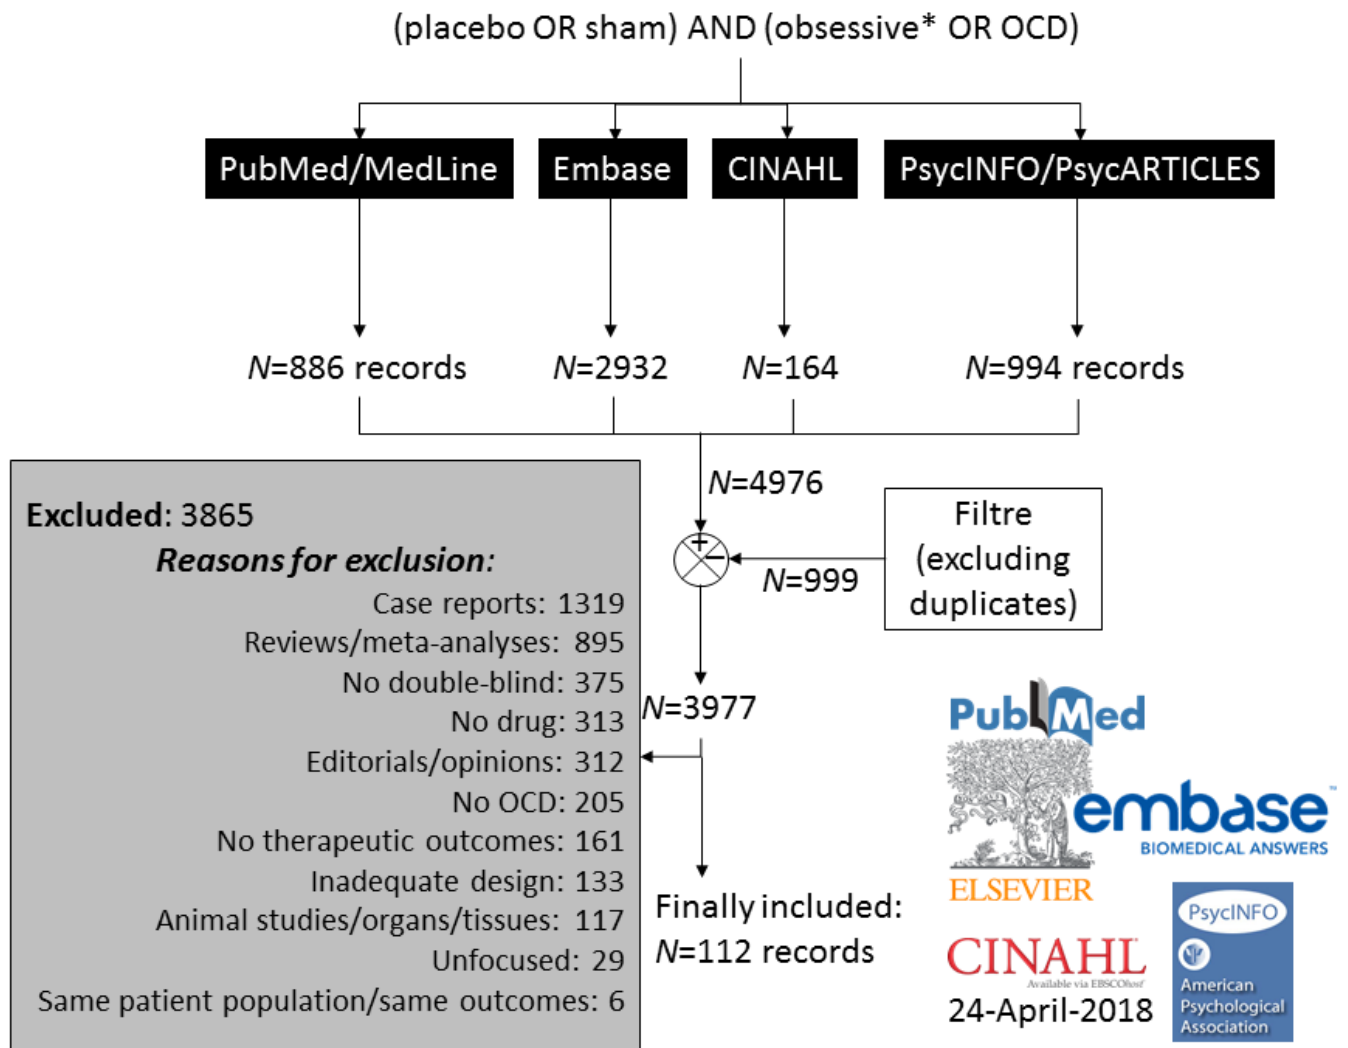 (placebo OR sham) AND (obsessive* OR OCD)
PubMed/MedLine
Embase
CINAHL
PsycINFO/PsycARTICLES
N=886 records
N=2932
N=164
N=994 records
N=4976
Filtre
(excluding
duplicates)
N=999
+
−
N=3977
Excluded: 3865
Reasons for exclusion:
Case reports: 1319
Reviews/meta-analyses: 895
No double-blind: 375
No drug: 313
Editorials/opinions: 312
No OCD: 205
No therapeutic outcomes: 161
Inadequate design: 133
Animal studies/organs/tissues: 117
Unfocused: 29
Same patient population/same outcomes: 6
Finally included:
N=112 records
PubMed
ELSEVIER
embase™
BIOMEDICAL ANSWERS
CINAHL
Available via EBSCOhost
24-April-2018
PsycINFO
American
Psychological
Association